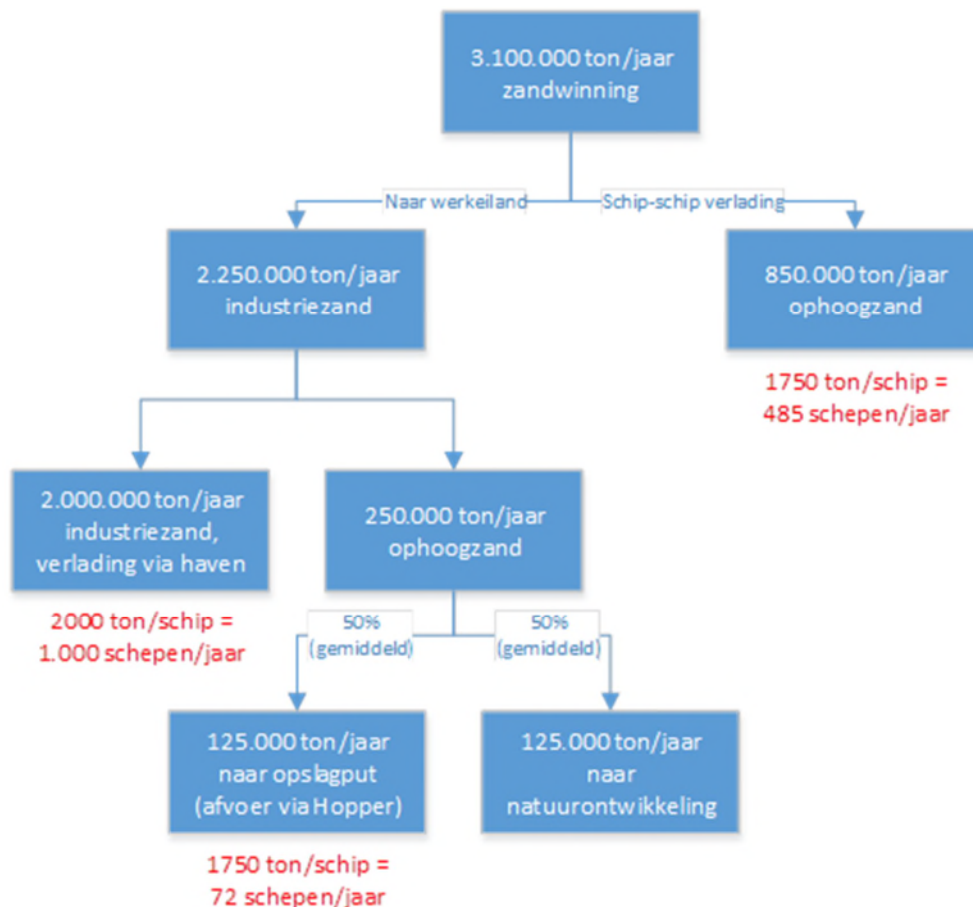 3.100.000 ton/jaar
zandwinning
Naar werkeiland
Schip-schip verlading
2.250.000 ton/jaar
industriezand
850.000 ton/jaar
ophoogzand
1750 ton/schip =
485 schepen/jaar
2.000.000 ton/jaar
industriezand,
verlading via haven
250.000 ton/jaar
ophoogzand
2000 ton/schip =
1.000 schepen/jaar
50%
(gemiddeld)
50%
(gemiddeld)
125.000 ton/jaar
naar opslagput
(afvoer via Hopper)
125.000 ton/jaar
naar
natuurontwikkeling
1750 ton/schip =
72 schepen/jaar